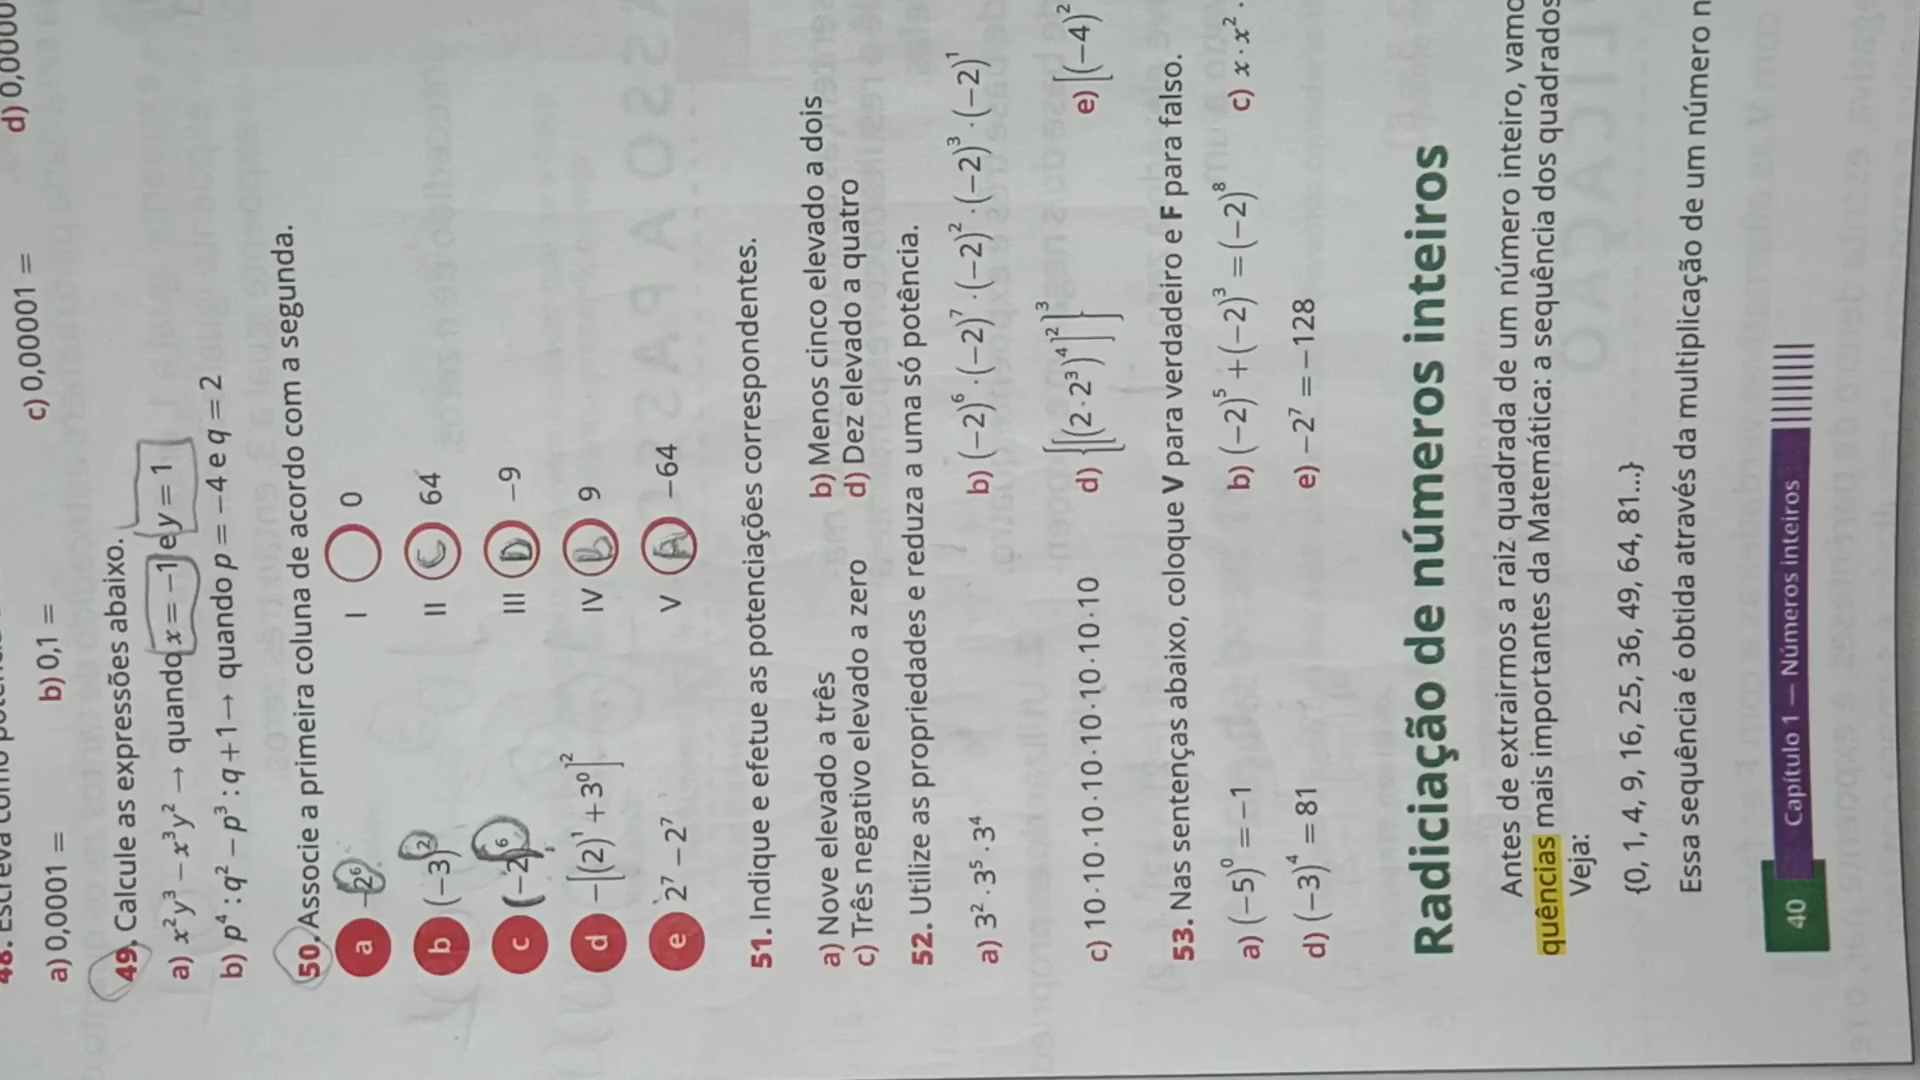 48. Escreva como
a) 0,0001 =   b) 0,1 =   c) 0,00001 =   d) 0,0000
49. Calcule as expressões abaixo.
a) x²y³ − x³y² → quando x = −1 e y = 1
b) p⁴ : q² − p³ : q + 1 → quando p = −4 e q = 2
50. Associe a primeira coluna de acordo com a segunda.
a −2⁶   I ( ) 0
b (−3)²   II (C) 64
c (−2)⁶   III (D) −9
d −[(2)¹ + 3⁰]²   IV (B) 9
e 2⁷ − 2⁷   V (A) −64
51. Indique e efetue as potenciações correspondentes.
a) Nove elevado a três   b) Menos cinco elevado a dois
c) Três negativo elevado a zero   d) Dez elevado a quatro
52. Utilize as propriedades e reduza a uma só potência.
a) 3² · 3⁵ · 3⁴   b) (−2)⁶ · (−2)⁷ · (−2)² · (−2)³ · (−2)¹
c) 10 · 10 · 10 · 10 · 10 · 10 · 10 · 10   d) {[(2 · 2³)⁴]²}³   e) [(−4)²
53. Nas sentenças abaixo, coloque V para verdadeiro e F para falso.
a) (−5)⁰ = −1   b) (−2)⁵ + (−2)³ = (−2)⁸   c) x · x² ·
d) (−3)⁴ = 81   e) −2⁷ = −128
Radiciação de números inteiros
Antes de extrairmos a raiz quadrada de um número inteiro, vamo
quências mais importantes da Matemática: a sequência dos quadrados
Veja:
{0, 1, 4, 9, 16, 25, 36, 49, 64, 81...}
Essa sequência é obtida através da multiplicação de um número n
40 Capítulo 1 — Números inteiros